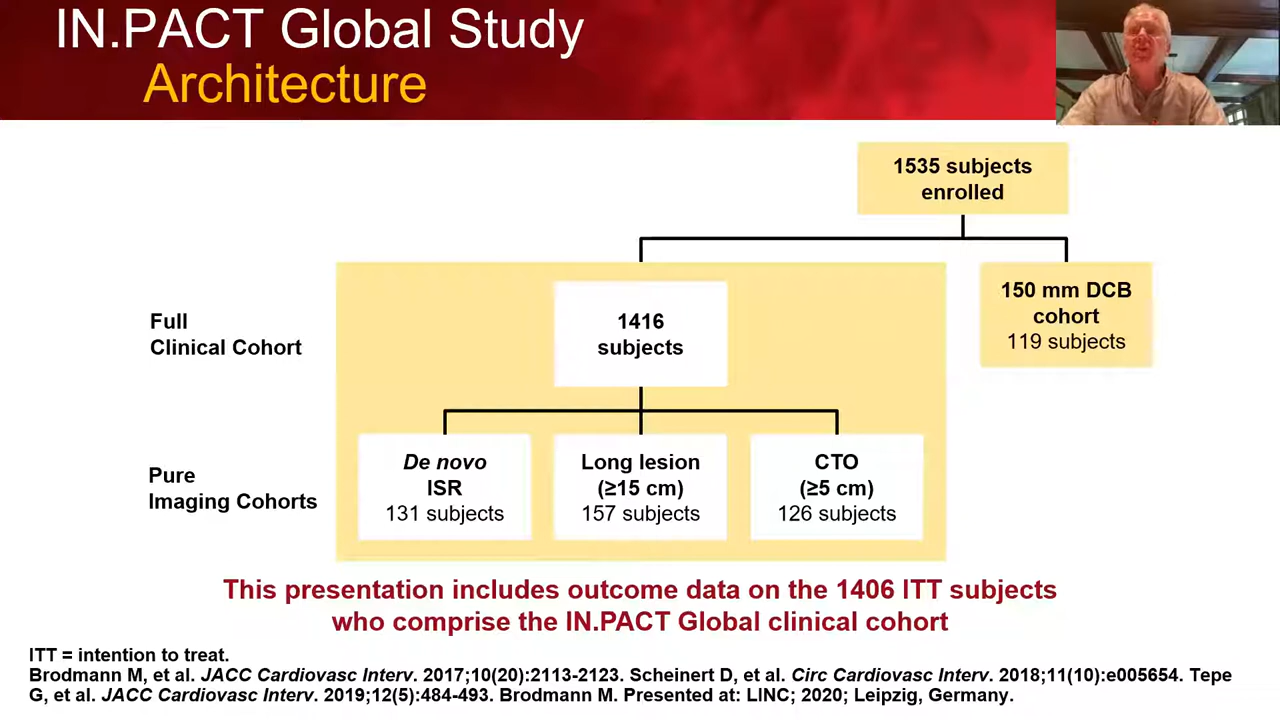 IN.PACT Global Study
Architecture
1535 subjects
enrolled
150 mm DCB
cohort
119 subjects
Full
Clinical Cohort
1416
subjects
Pure
Imaging Cohorts
De novo
ISR
131 subjects
Long lesion
(≥15 cm)
157 subjects
CTO
(≥5 cm)
126 subjects
This presentation includes outcome data on the 1406 ITT subjects
who comprise the IN.PACT Global clinical cohort
ITT = intention to treat.
Brodmann M, et al. JACC Cardiovasc Interv. 2017;10(20):2113-2123. Scheinert D, et al. Circ Cardiovasc Interv. 2018;11(10):e005654. Tepe
G, et al. JACC Cardiovasc Interv. 2019;12(5):484-493. Brodmann M. Presented at: LINC; 2020; Leipzig, Germany.